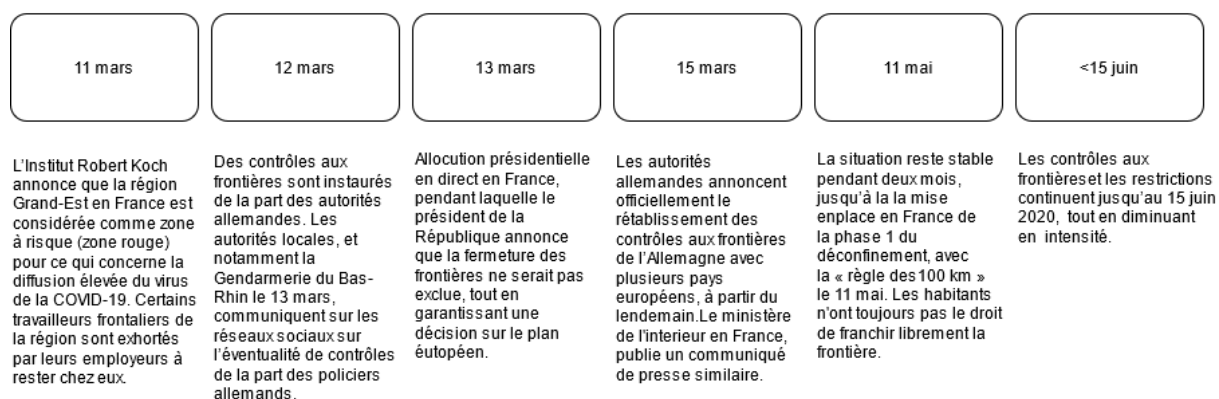 11 mars
12 mars
13 mars
15 mars
11 mai
<15 juin
L'Institut Robert Koch
annonce que la région
Grand-Est en France est
considérée comme zone
à risque (zone rouge)
pour ce qui concerne la
diffusion élevée du virus
de la COVID-19. Certains
travailleurs frontaliers de
la région sont exhortés
par leurs employeurs à
rester chez eux.
Des contrôles aux
frontières sont instaurés
de la part des autorités
allemandes. Les
autorités locales, et
notamment la
Gendarmerie du Bas-
Rhin le 13 mars,
communiquent sur les
réseaux sociaux sur
l'éventualité de contrôles
de la part des policiers
allemands.
Allocution présidentielle
en direct en France,
pendant laquelle le
président de la
République annonce
que la fermeture des
frontières ne serait pas
exclue, tout en
garantissant une
décision sur le plan
éutopéen.
Les autorités
allemandes annoncent
officiellement le
rétablissement des
contrôles aux frontières
de l'Allemagne avec
plusieurs pays
européens, à partir du
lendemain.Le ministère
de l'interieur en France,
publie un communiqué
de presse similaire.
La situation reste stable
pendant deux mois,
jusqu'à la la mise
enplace en France de
la phase 1 du
déconfinement, avec
la « règle des 100 km »
le 11 mai. Les habitants
n'ont toujours pas le droit
de franchir librement la
frontière.
Les contrôles aux
frontièreset les restrictions
continuent jusqu'au 15 juin
2020, tout en diminuant
en intensité.